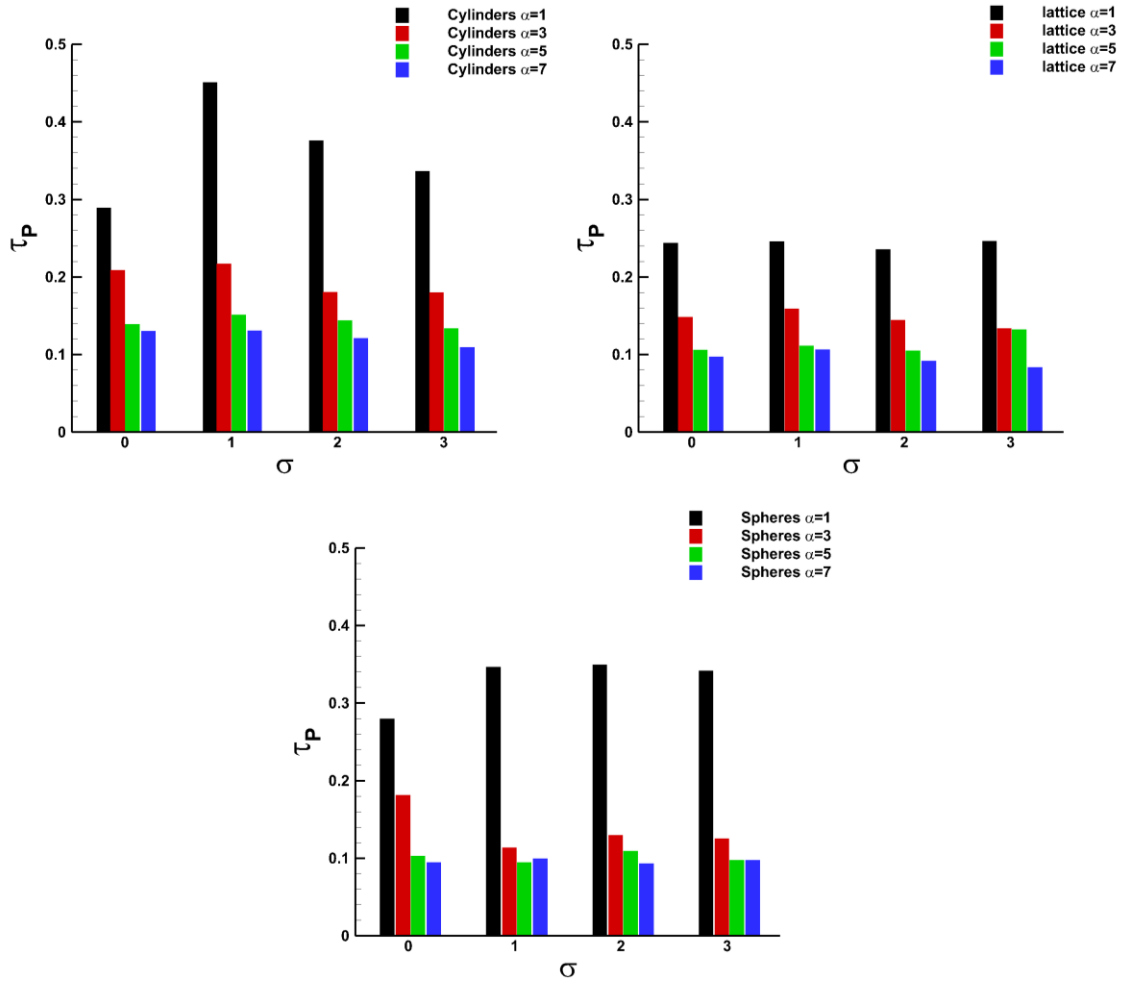 Cylinders α=1
Cylinders α=3
Cylinders α=5
Cylinders α=7
0.5
0.4
0.3
0.2
0.1
0
τP
0 1 2 3
σ
lattice α=1
lattice α=3
lattice α=5
lattice α=7
0.5
0.4
0.3
0.2
0.1
0
τP
0 1 2 3
σ
Spheres α=1
Spheres α=3
Spheres α=5
Spheres α=7
0.5
0.4
0.3
0.2
0.1
0
τP
0 1 2 3
σ